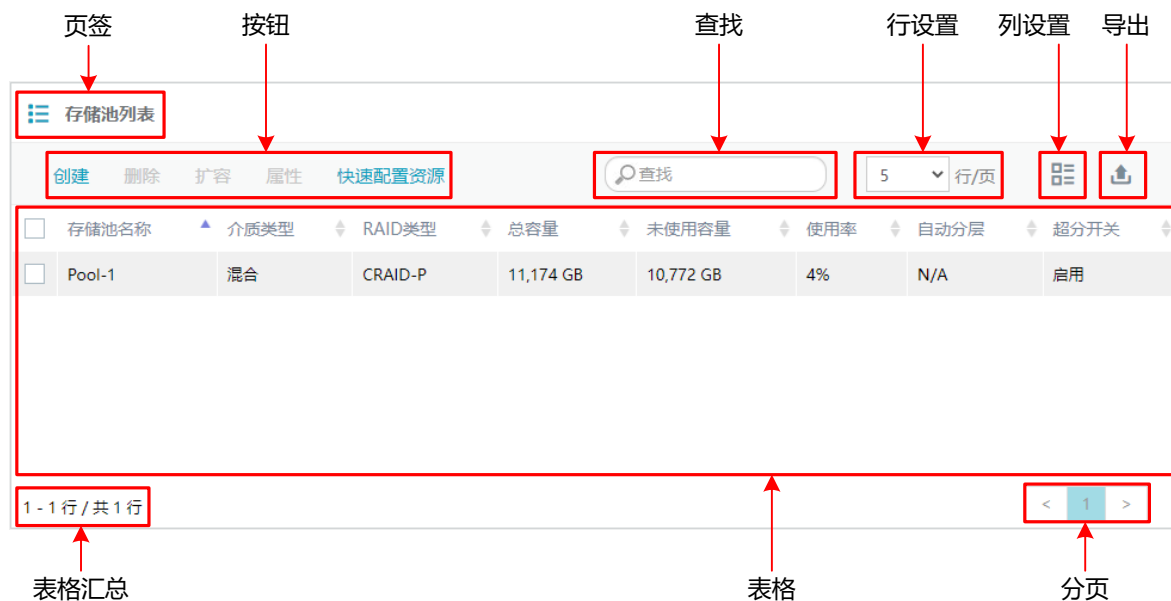 页签 按钮 查找 行设置 列设置 导出
存储池列表
创建 删除 扩容 属性 快速配置资源 查找 5 行/页
存储池名称 介质类型 RAID类型 总容量 未使用容量 使用率 自动分层 超分开关
Pool-1 混合 CRAID-P 11,174 GB 10,772 GB 4% N/A 启用
1 - 1 行 / 共 1 行 < 1 >
表格汇总 表格 分页